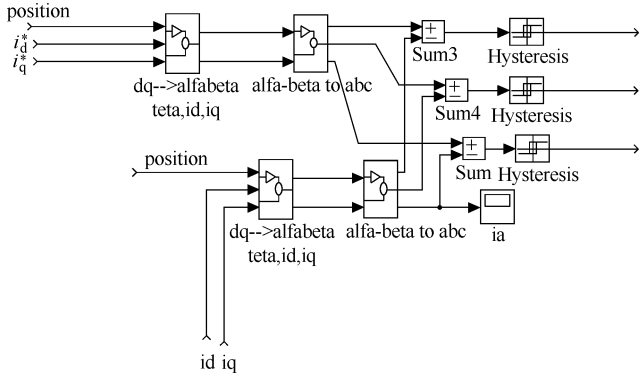 position
i*d
i*q
dq-->alfabeta
teta,id,iq
alfa-beta to abc
+
−
Sum3
Hysteresis
+
−
Sum4
Hysteresis
+
−
Sum
Hysteresis
position
dq-->alfabeta
teta,id,iq
alfa-beta to abc
ia
id iq